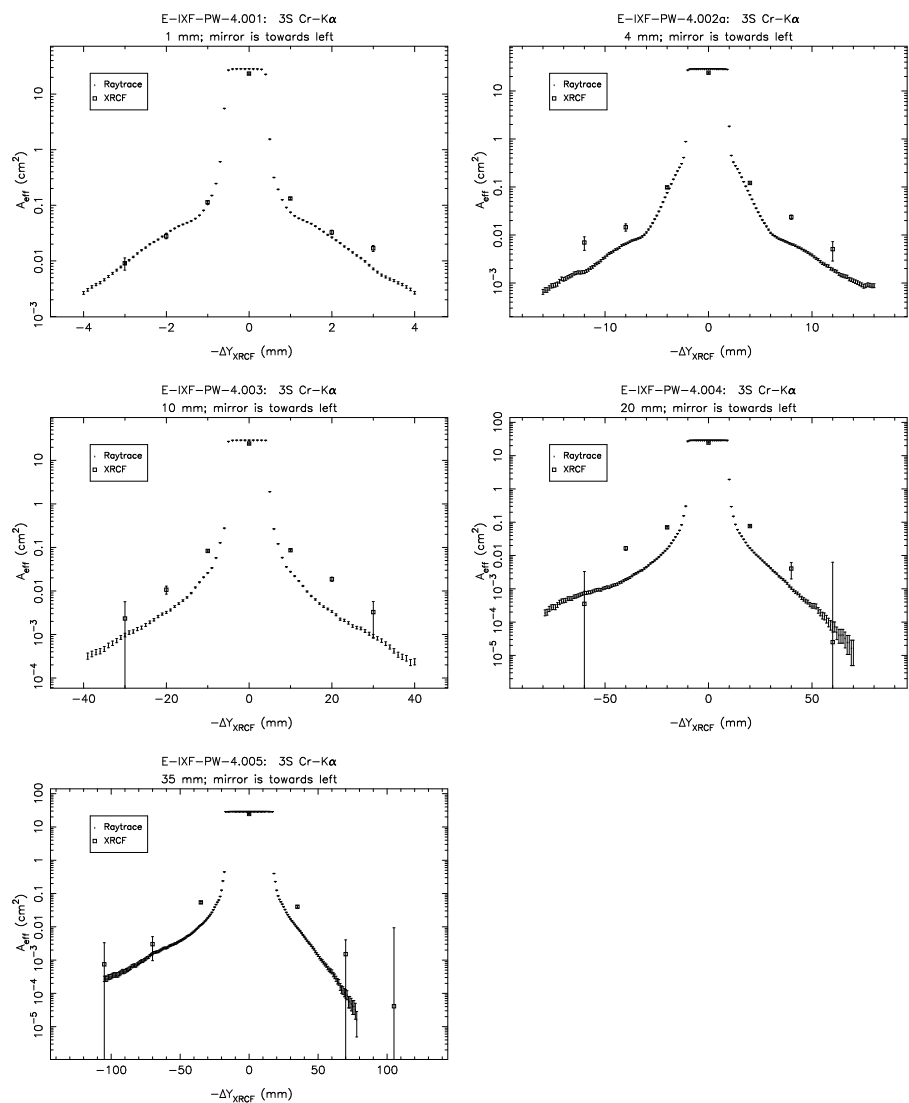 E-IXF-PW-4.001: 3S Cr-Kα
1 mm; mirror is towards left
Raytrace
XRCF
A_eff (cm²)
10
1
0.1
0.01
10⁻³
−4
−2
0
2
4
−ΔY_XRCF (mm)
E-IXF-PW-4.002a: 3S Cr-Kα
4 mm; mirror is towards left
Raytrace
XRCF
A_eff (cm²)
10
1
0.1
0.01
10⁻³
−10
0
10
−ΔY_XRCF (mm)
E-IXF-PW-4.003: 3S Cr-Kα
10 mm; mirror is towards left
Raytrace
XRCF
A_eff (cm²)
10
1
0.1
0.01
10⁻³
10⁻⁴
−40
−20
0
20
40
−ΔY_XRCF (mm)
E-IXF-PW-4.004: 3S Cr-Kα
20 mm; mirror is towards left
Raytrace
XRCF
A_eff (cm²)
100
10
1
0.1
0.01
10⁻³
10⁻⁴
10⁻⁵
−50
0
50
−ΔY_XRCF (mm)
E-IXF-PW-4.005: 3S Cr-Kα
35 mm; mirror is towards left
Raytrace
XRCF
A_eff (cm²)
100
10
1
0.1
0.01
10⁻³
10⁻⁴
10⁻⁵
−100
−50
0
50
100
−ΔY_XRCF (mm)